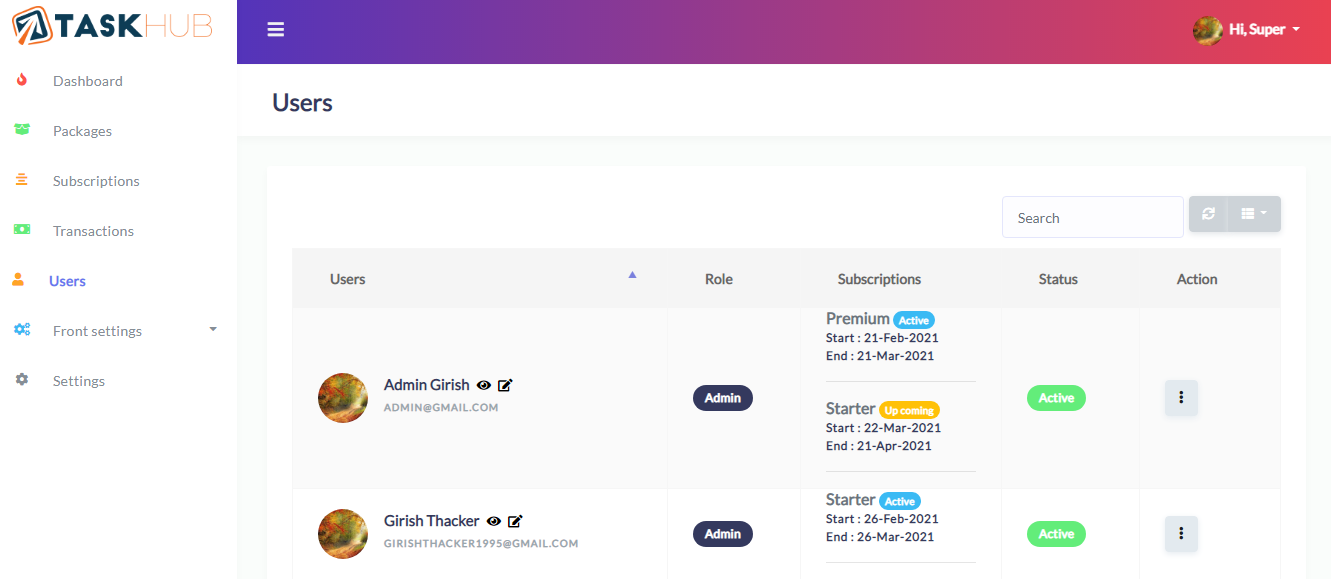 TASKHUB
Hi, Super
Dashboard
Packages
Subscriptions
Transactions
Users
Front settings
Settings
Users
Search
Users Role Subscriptions Status Action
Premium Active
Start : 21-Feb-2021
End : 21-Mar-2021
Admin Girish
ADMIN@GMAIL.COM
Admin
Active
Starter Up coming
Start : 22-Mar-2021
End : 21-Apr-2021
Girish Thacker
GIRISHTHACKER1995@GMAIL.COM
Admin
Starter Active
Start : 26-Feb-2021
End : 26-Mar-2021
Active